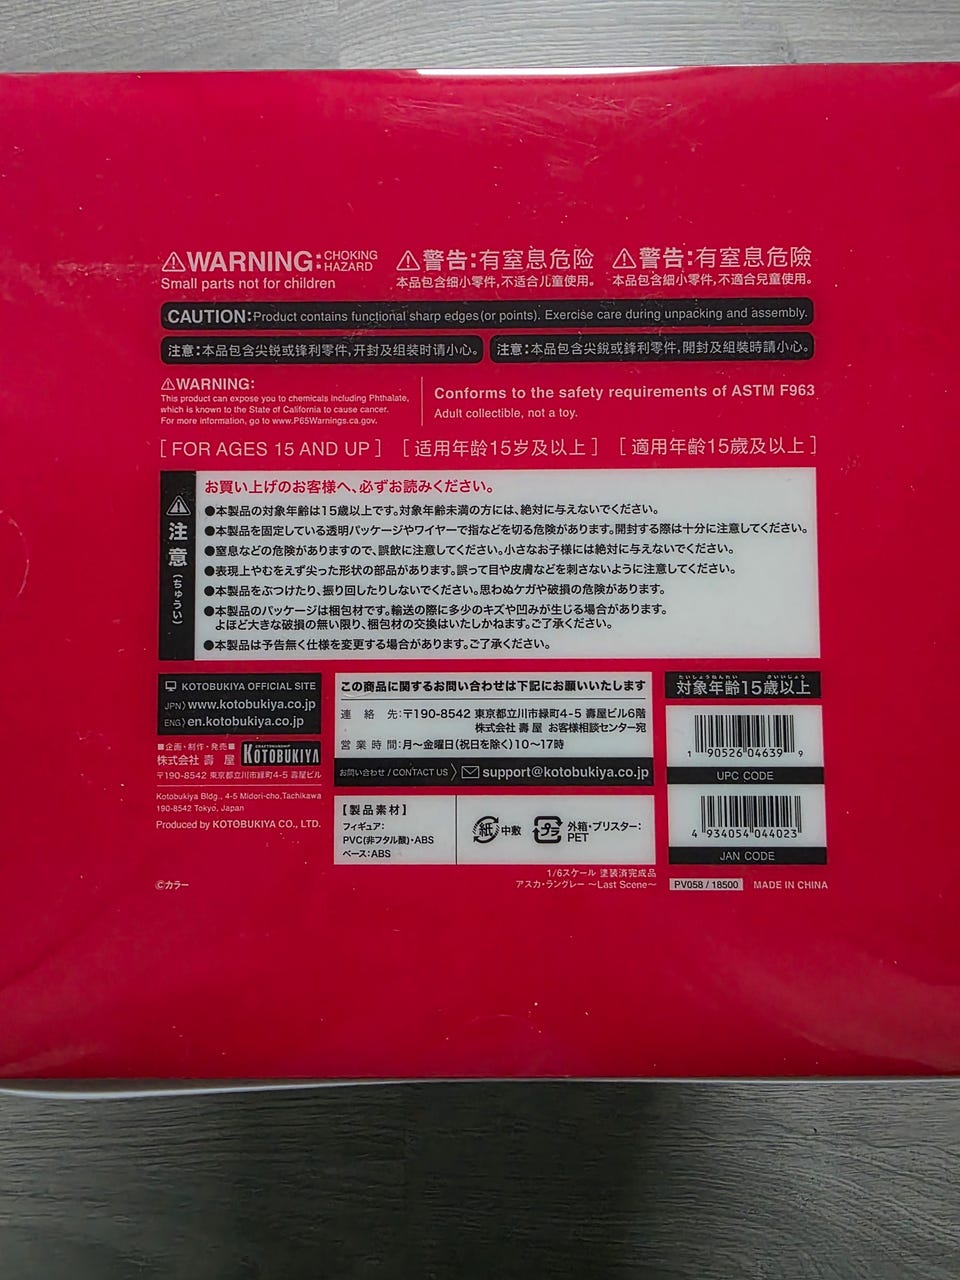 ⚠WARNING: CHOKING HAZARD
Small parts not for children
⚠警告:有窒息危险
本品包含细小零件,不适合儿童使用。
⚠警告:有窒息危險
本品包含細小零件,不適合兒童使用。
CAUTION:Product contains functional sharp edges(or points). Exercise care during unpacking and assembly.
注意:本品包含尖锐或锋利零件,开封及组装时请小心。
注意:本品包含尖銳或鋒利零件,開封及組裝時請小心。
⚠WARNING:
This product can expose you to chemicals including Phthalate,
which is known to the State of California to cause cancer.
For more information, go to www.P65Warnings.ca.gov.
Conforms to the safety requirements of ASTM F963
Adult collectible, not a toy.
[ FOR AGES 15 AND UP ] [ 适用年龄15岁及以上 ] [ 適用年齡15歲及以上 ]
⚠注意(ちゅうい)
お買い上げのお客様へ、必ずお読みください。
●本製品の対象年齢は15歳以上です。対象年齢未満の方には、絶対に与えないでください。
●本製品を固定している透明パッケージやワイヤーで指などを切る危険があります。開封する際は十分に注意してください。
●窒息などの危険がありますので、誤飲に注意してください。小さなお子様には絶対に与えないでください。
●表現上やむをえず尖った形状の部品があります。誤って目や皮膚などを刺さないように注意してください。
●本製品をぶつけたり、振り回したりしないでください。思わぬケガや破損の危険があります。
●本製品のパッケージは梱包材です。輸送の際に多少のキズや凹みが生じる場合があります。
よほど大きな破損の無い限り、梱包材の交換はいたしかねます。ご了承ください。
●本製品は予告無く仕様を変更する場合があります。ご了承ください。
KOTOBUKIYA OFFICIAL SITE
JPN〉www.kotobukiya.co.jp
ENG〉en.kotobukiya.co.jp
■企画・制作・発売■
株式会社 壽 屋
CRAFTSMANSHIP
KOTOBUKIYA
〒190-8542 東京都立川市緑町4-5 壽屋ビル
Kotobukiya Bldg., 4-5 Midori-cho,Tachikawa
190-8542 Tokyo, Japan
Produced by KOTOBUKIYA CO., LTD.
©カラー
この商品に関するお問い合わせは下記にお願いいたします
連絡先:〒190-8542 東京都立川市緑町4-5 壽屋ビル6階
株式会社 壽 屋 お客様相談センター宛
営業時間:月〜金曜日(祝日を除く)10〜17時
お問い合わせ / CONTACT US 〉 support@kotobukiya.co.jp
【製品素材】
フィギュア:
PVC(非フタル酸)・ABS
ベース:ABS
紙 中敷
プラ 外箱・ブリスター:
PET
たいしょうねんれい さいいじょう
対象年齢15歳以上
1 90526 04639 9
UPC CODE
4 934054 044023
JAN CODE
1/6スケール 塗装済完成品
アスカ・ラングレー 〜Last Scene〜
PV058 / 18500
MADE IN CHINA